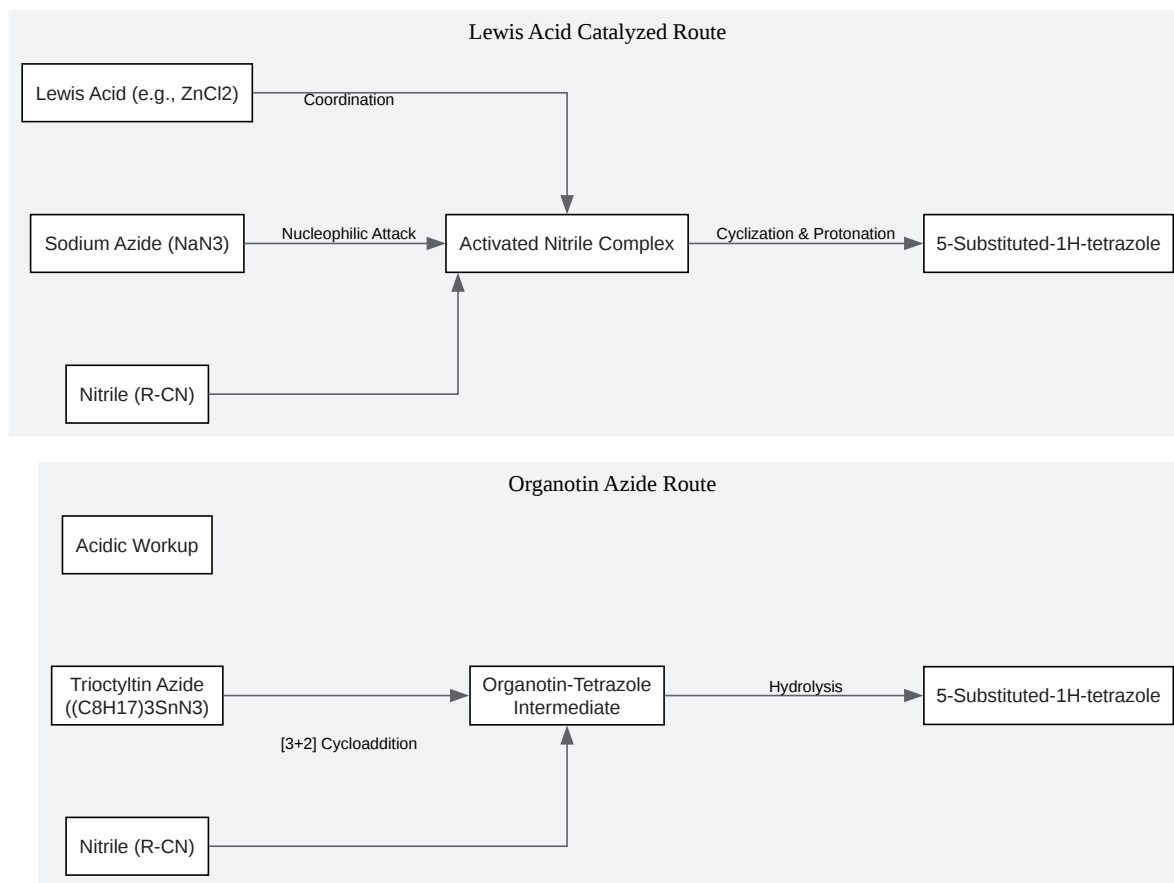 Lewis Acid Catalyzed Route
Lewis Acid (e.g., ZnCl2)
Coordination
Sodium Azide (NaN3)
Nucleophilic Attack
Activated Nitrile Complex
Cyclization & Protonation
5-Substituted-1H-tetrazole
Nitrile (R-CN)
Organotin Azide Route
Acidic Workup
Trioctyltin Azide
((C8H17)3SnN3)
[3+2] Cycloaddition
Organotin-Tetrazole
Intermediate
Hydrolysis
5-Substituted-1H-tetrazole
Nitrile (R-CN)